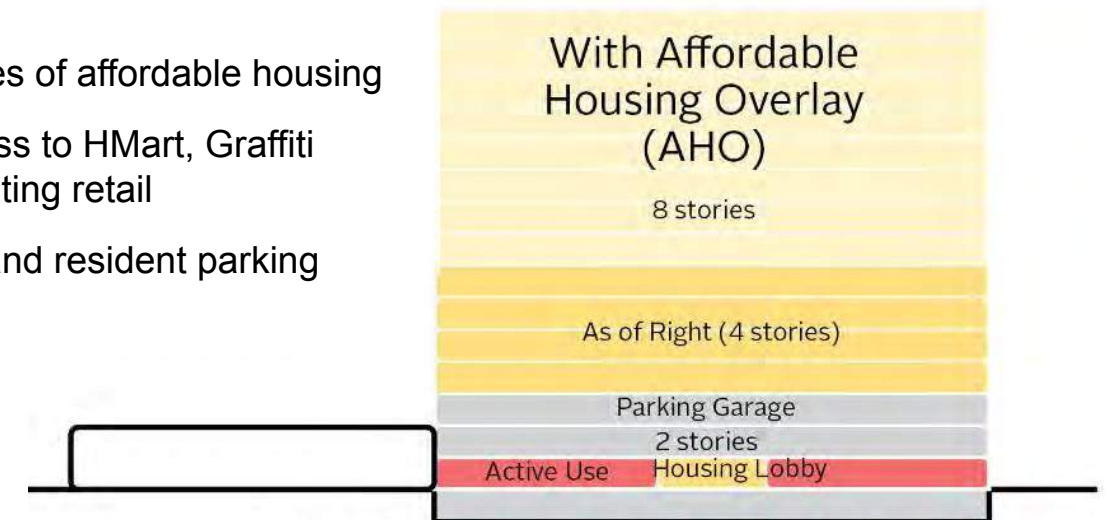 es of affordable housing
ss to HMart, Graffiti
ting retail
and resident parking
With Affordable
Housing Overlay
(AHO)
8 stories
As of Right (4 stories)
Parking Garage
2 stories
Active Use Housing Lobby